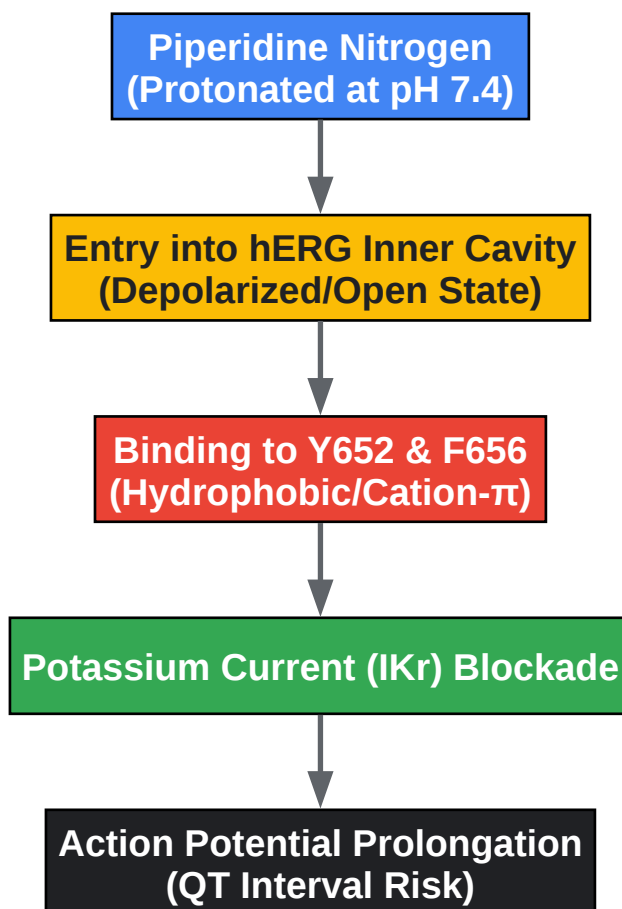 Piperidine Nitrogen
(Protonated at pH 7.4)
Entry into hERG Inner Cavity
(Depolarized/Open State)
Binding to Y652 & F656
(Hydrophobic/Cation-π)
Potassium Current (IKr) Blockade
Action Potential Prolongation
(QT Interval Risk)